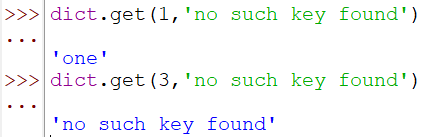 >>> dict.get(1,'no such key found')
...
'one'
>>> dict.get(3,'no such key found')
...
'no such key found'